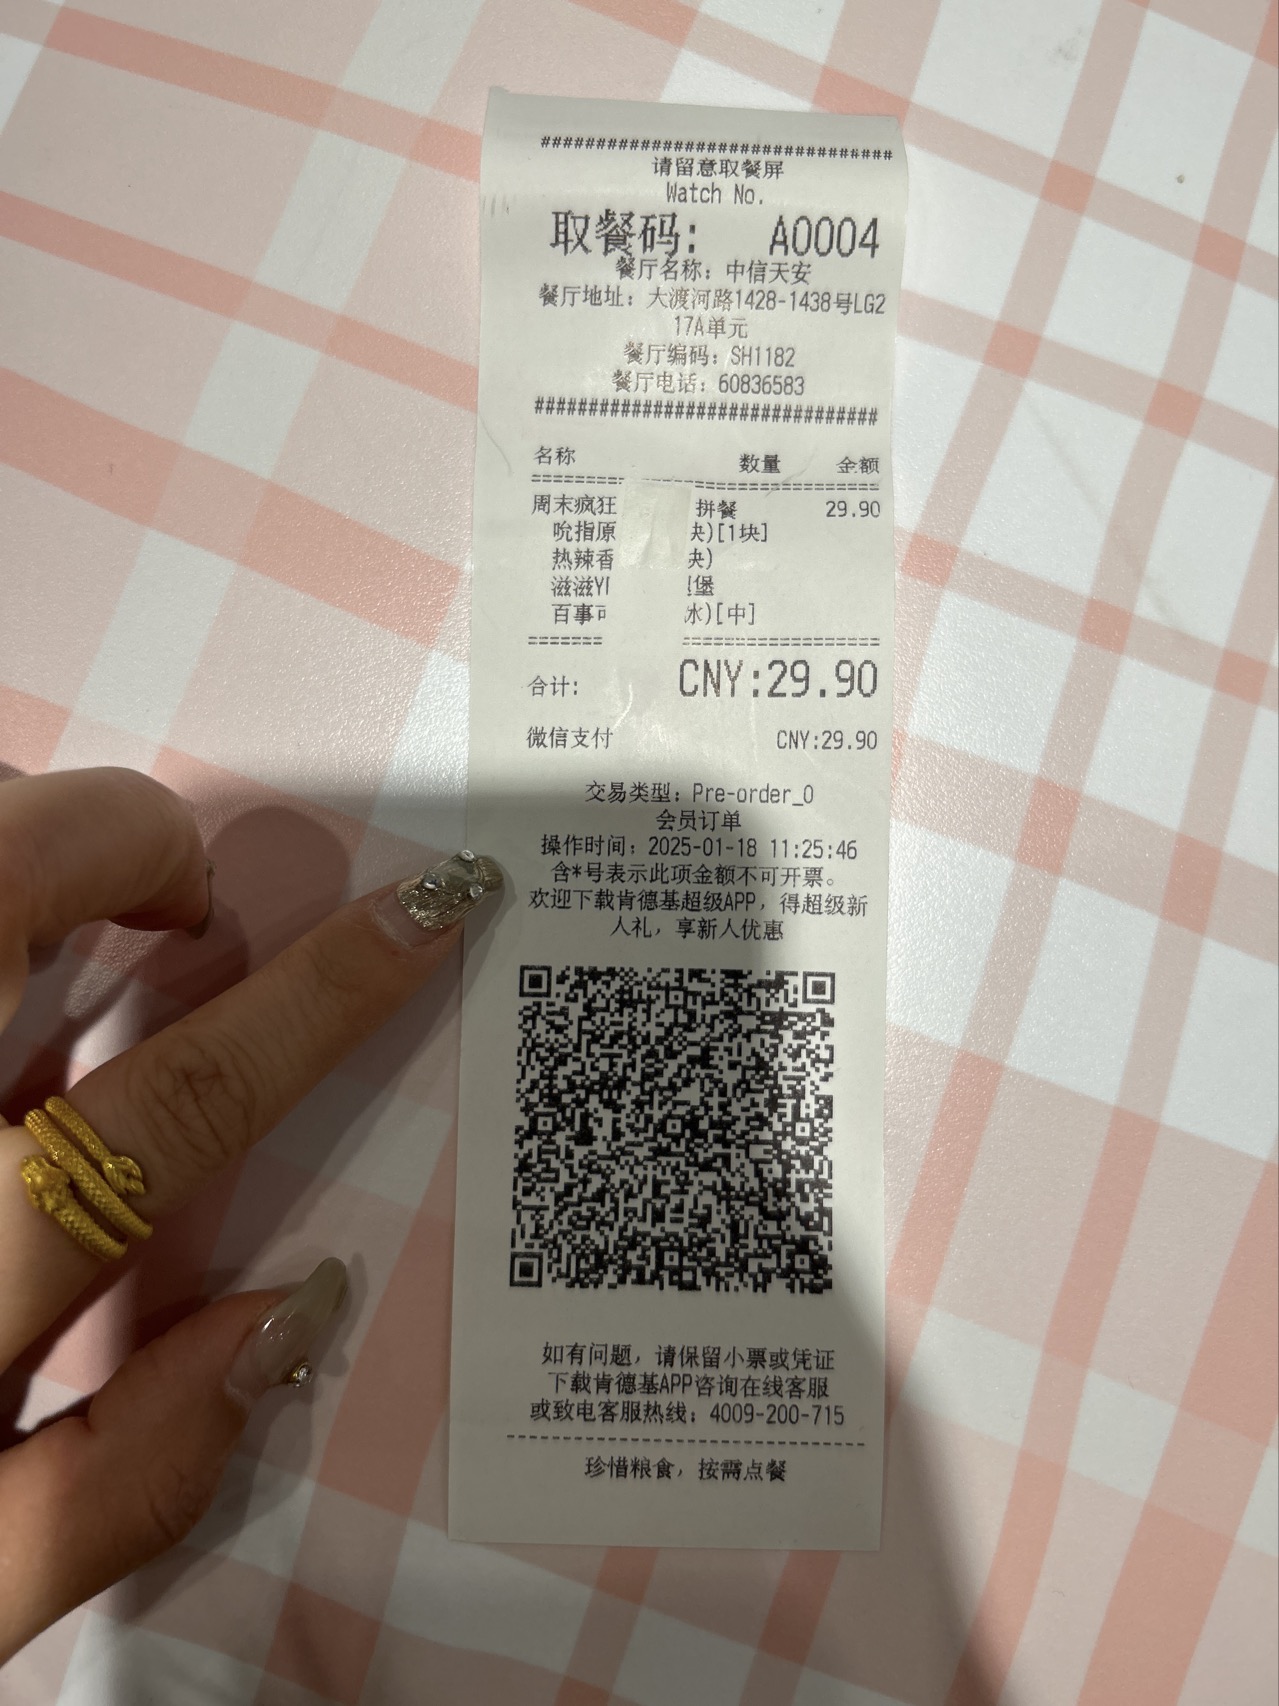 ################################
请留意取餐屏
Watch No.
取餐码: A0004
餐厅名称: 中信天安
餐厅地址: 大渡河路1428-1438号LG2
17A单元
餐厅编码: SH1182
餐厅电话: 60836583
################################
名称 数量 金额
================================
周末疯狂 拼餐 29.90
吮指原 块)[1块]
热辣香 块)
滋滋 堡
百事可 冰)[中]
======= ==================
合计: CNY:29.90
微信支付 CNY:29.90
交易类型: Pre-order_0
会员订单
操作时间: 2025-01-18 11:25:46
含*号表示此项金额不可开票。
欢迎下载肯德基超级APP，得超级新
人礼，享新人优惠
如有问题，请保留小票或凭证
下载肯德基APP咨询在线客服
或致电客服热线: 4009-200-715
--------------------------------
珍惜粮食，按需点餐